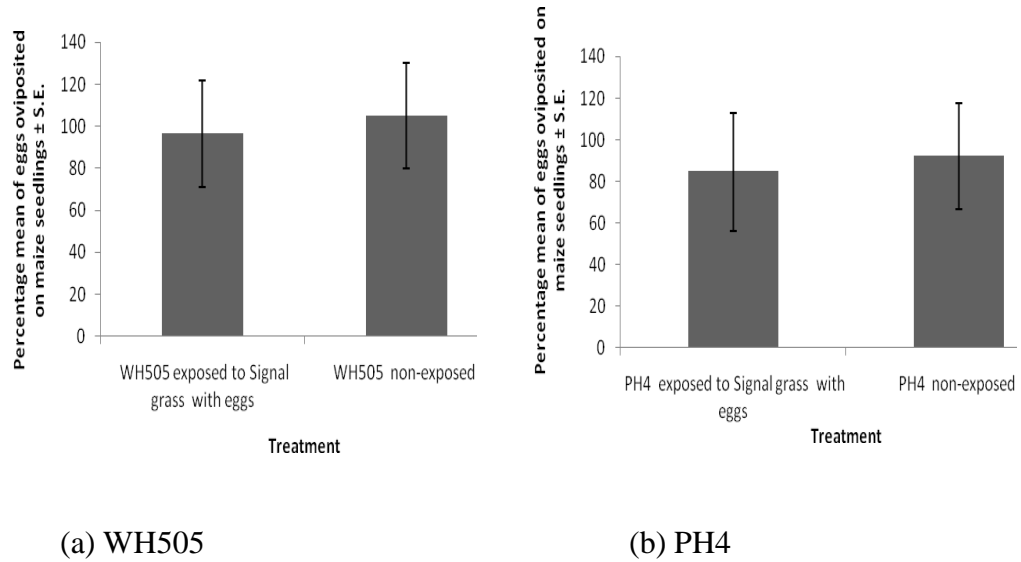 Percentage mean of eggs oviposited
on maize seedlings ± S.E.
140
120
100
80
60
40
20
0
WH505 exposed to Signal
grass with eggs
WH505 non-exposed
Treatment
(a) WH505
Percentage mean of eggs oviposited on
maize seedlings ± S.E.
140
120
100
80
60
40
20
0
PH4 exposed to Signal grass with
eggs
PH4 non-exposed
Treatment
(b) PH4